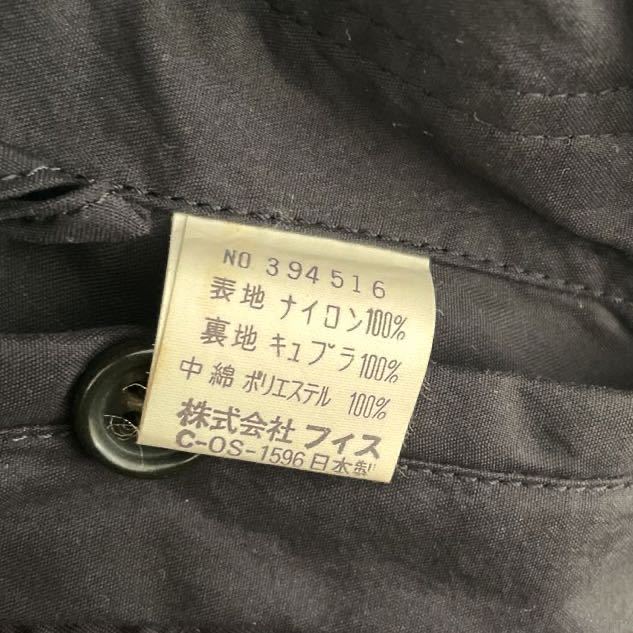 NO. 394516
表地 ナイロン100%
裏地 キュプラ100%
中綿 ポリエステル 100%
株式会社 フイス
C-OS-1596 日本製